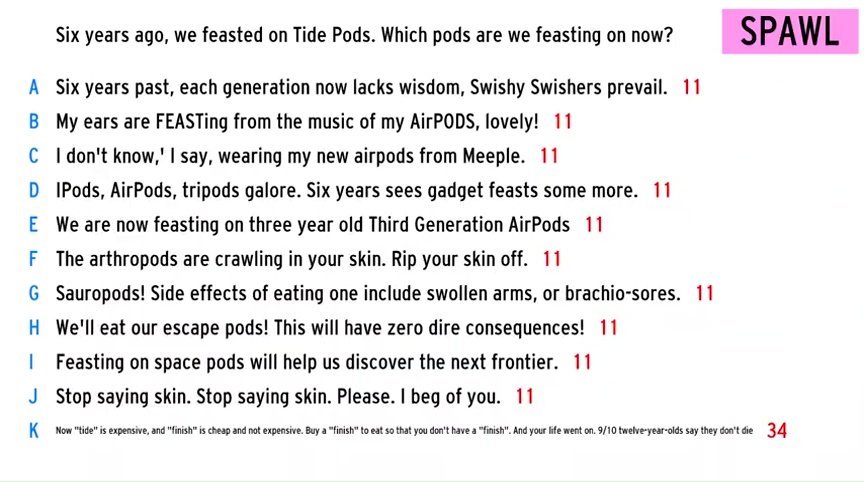 Six years ago, we feasted on Tide Pods. Which pods are we feasting on now?
SPAWL
A Six years past, each generation now lacks wisdom, Swishy Swishers prevail. 11
B My ears are FEASTing from the music of my AirPODS, lovely! 11
C I don't know,' I say, wearing my new airpods from Meeple. 11
D IPods, AirPods, tripods galore. Six years sees gadget feasts some more. 11
E We are now feasting on three year old Third Generation AirPods 11
F The arthropods are crawling in your skin. Rip your skin off. 11
G Sauropods! Side effects of eating one include swollen arms, or brachio-sores. 11
H We'll eat our escape pods! This will have zero dire consequences! 11
I Feasting on space pods will help us discover the next frontier. 11
J Stop saying skin. Stop saying skin. Please. I beg of you. 11
K Now "tide" is expensive, and "finish" is cheap and not expensive. Buy a "finish" to eat so that you don't have a "finish". And your life went on. 9/10 twelve-year-olds say they don't die 34